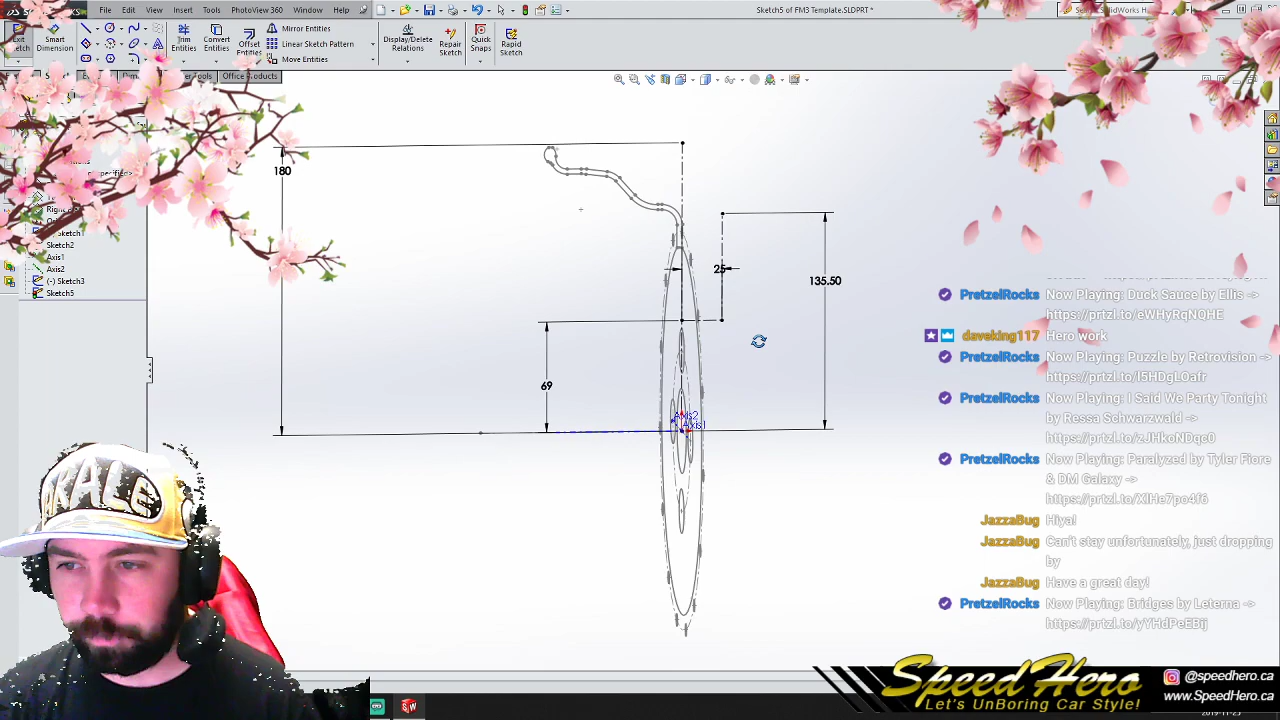 File Edit View Insert Tools PhotoView 360 Window Help
Sketch5 of FM3 Template.SLDPRT *
Smart Dimension
Trim Entities
Convert Entities
Offset Entities
Mirror Entities
Linear Sketch Pattern
Move Entities
Display/Delete Relations
Repair Sketch
Quick Snaps
Rapid Sketch
Office Products
Sketch2
Axis1
Axis2
(-) Sketch3
Sketch5
180
25
135.50
69
Axis2
Axis1
PretzelRocks Now Playing: Duck Sauce by Ellis ->
https://prtzl.to/eWHyRqNQHE
daveking117 Hero work
PretzelRocks Now Playing: Puzzle by Retrovision ->
https://prtzl.to/l5HDgLOafr
PretzelRocks Now Playing: I Said We Party Tonight
by Ressa Schwarzwald ->
https://prtzl.to/zJHkoNDqc0
PretzelRocks Now Playing: Paralyzed by Tyler Fiore
& DM Galaxy ->
https://prtzl.to/XlHe7po4f6
JazzaBug Hiya!
JazzaBug Can't stay unfortunately, just dropping
by
JazzaBug Have a great day!
PretzelRocks Now Playing: Bridges by Leterna ->
https://prtzl.to/yYHdPeEBij
SpeedHero
Let's UnBoring Car Style!
@speedhero.ca
www.SpeedHero.ca